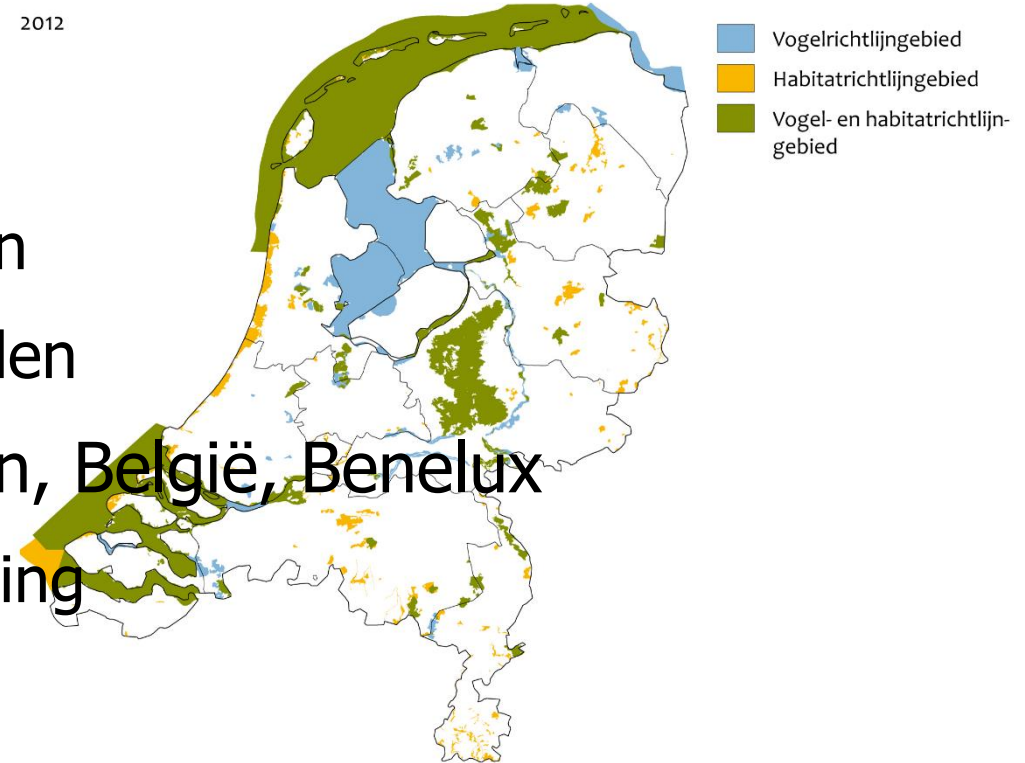 2012
Vogelrichtlijngebied
Habitatrichtlijngebied
Vogel- en habitatrichtlijn-
gebied
n
len
n, België, Benelux
ing